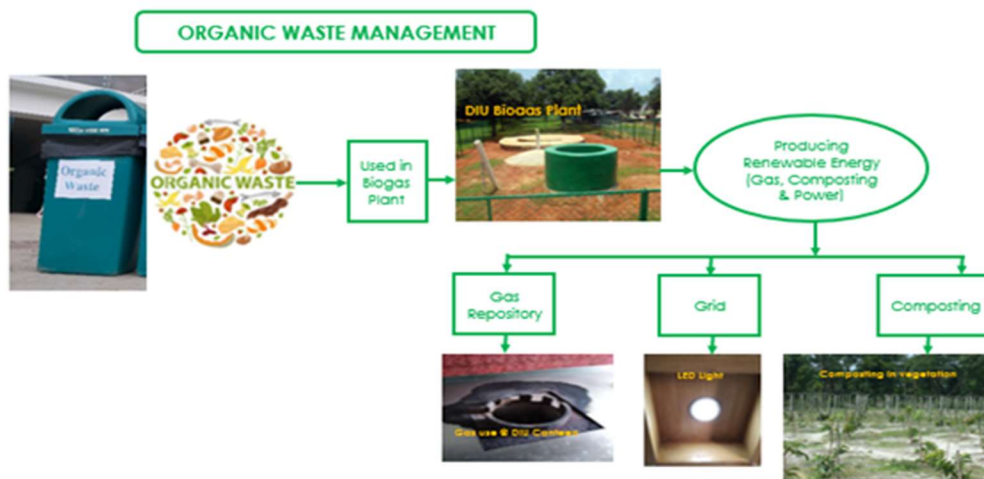 ORGANIC WASTE MANAGEMENT
Organic
Waste
ORGANIC WASTE
Used in
Biogas
Plant
DIU Biogas Plant
Producing
Renewable Energy
(Gas, Composting
& Power)
Gas
Repository
Grid
Composting
Gas use @ DIU Canteen
LED Light
Composting in vegetation